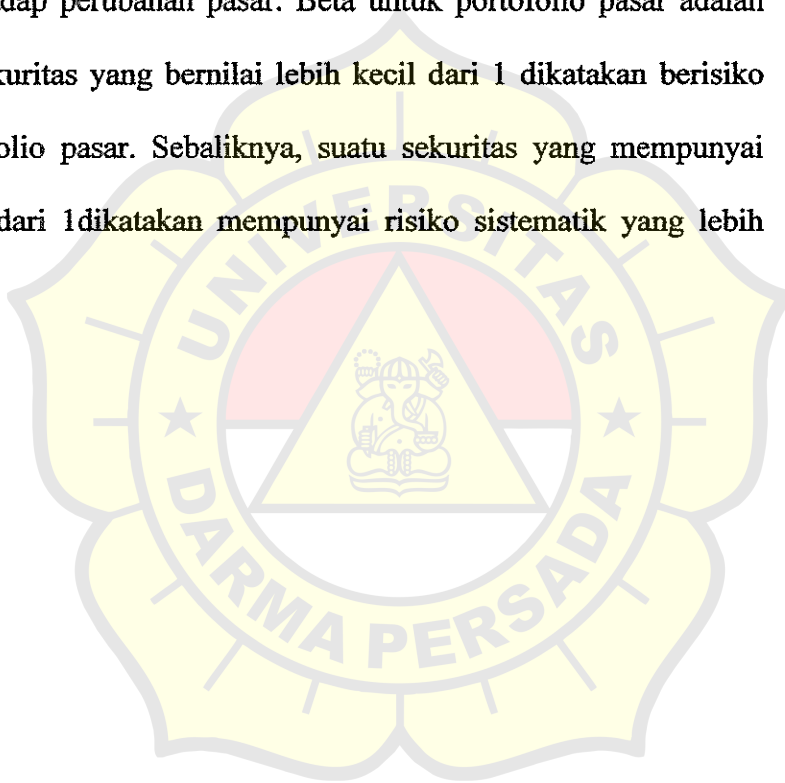 dap perubahan pasar. Beta untuk portofolio pasar adalah
kuritas yang bernilai lebih kecil dari 1 dikatakan berisiko
olio pasar. Sebaliknya, suatu sekuritas yang mempunyai
dari 1dikatakan mempunyai risiko sistematik yang lebih
UNIVERSITAS
DARMA PERSADA